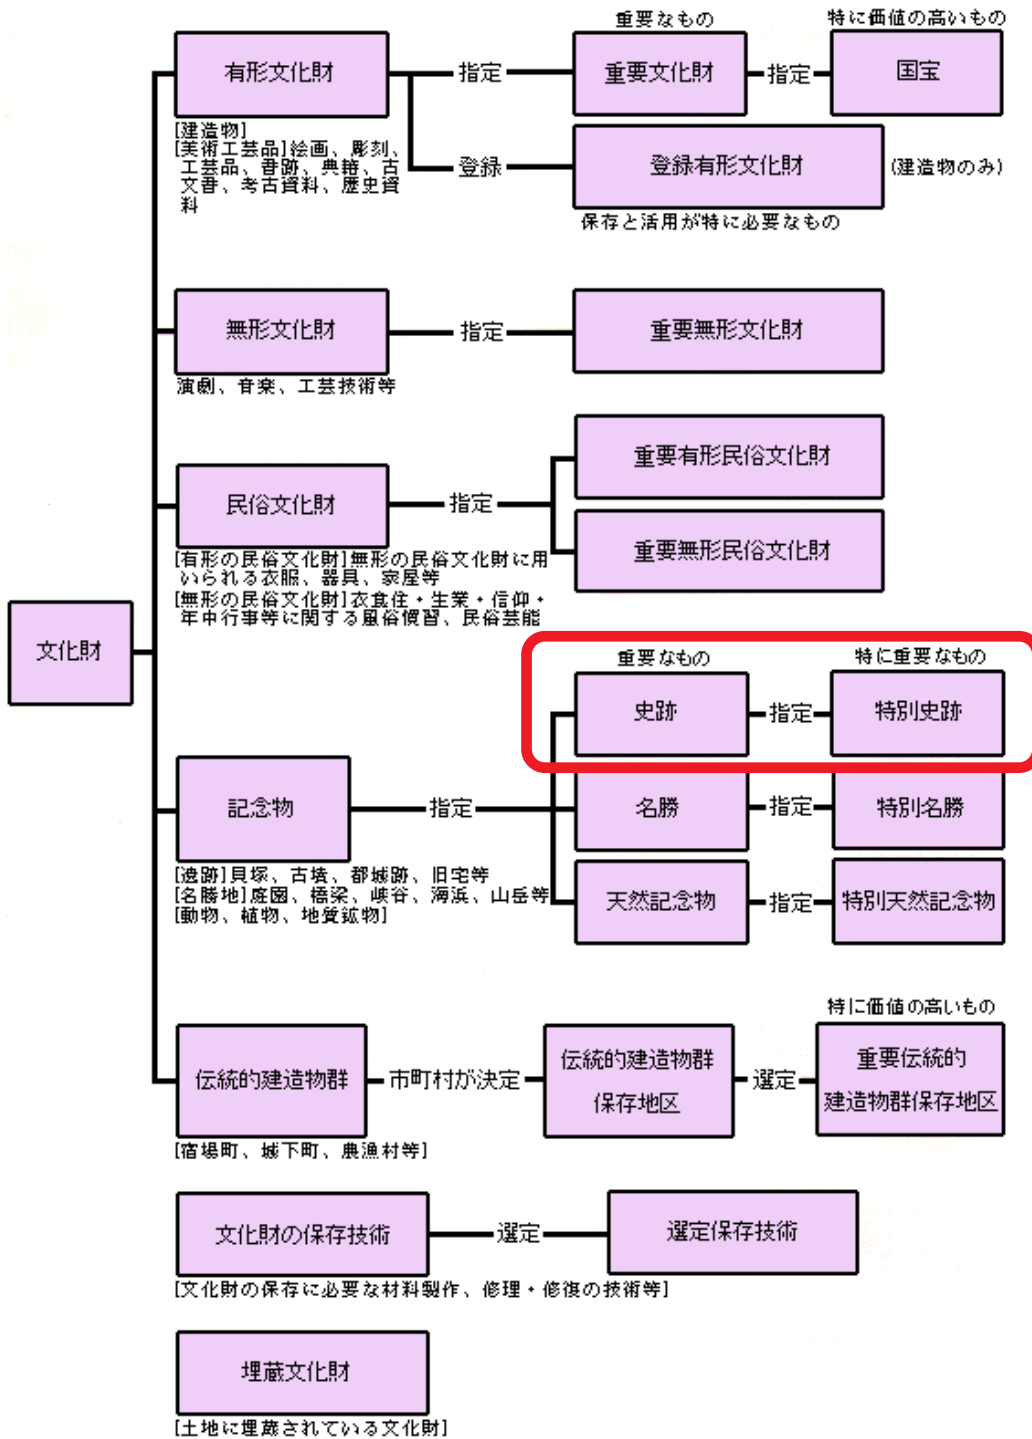 重要なもの
特に価値の高いもの
有形文化財
指定
重要文化財
指定
国宝
[建造物]
[美術工芸品]絵画、彫刻、
工芸品、書跡、典籍、古
文書、考古資料、歴史資
料
登録
登録有形文化財
(建造物のみ)
保存と活用が特に必要なもの
無形文化財
指定
重要無形文化財
演劇、音楽、工芸技術等
重要有形民俗文化財
民俗文化財
指定
重要無形民俗文化財
[有形の民俗文化財]無形の民俗文化財に用
いられる衣服、器具、家屋等
[無形の民俗文化財]衣食住・生業・信仰・
年中行事等に関する風俗慣習、民俗芸能
文化財
重要なもの
特に重要なもの
史跡
指定
特別史跡
記念物
指定
名勝
指定
特別名勝
[遺跡]貝塚、古墳、都城跡、旧宅等
[名勝地]庭園、橋梁、峡谷、海浜、山岳等
[動物、植物、地質鉱物]
天然記念物
指定
特別天然記念物
特に価値の高いもの
伝統的建造物群
市町村が決定
伝統的建造物群
保存地区
選定
重要伝統的
建造物群保存地区
[宿場町、城下町、農漁村等]
文化財の保存技術
選定
選定保存技術
[文化財の保存に必要な材料製作、修理・修復の技術等]
埋蔵文化財
[土地に埋蔵されている文化財]